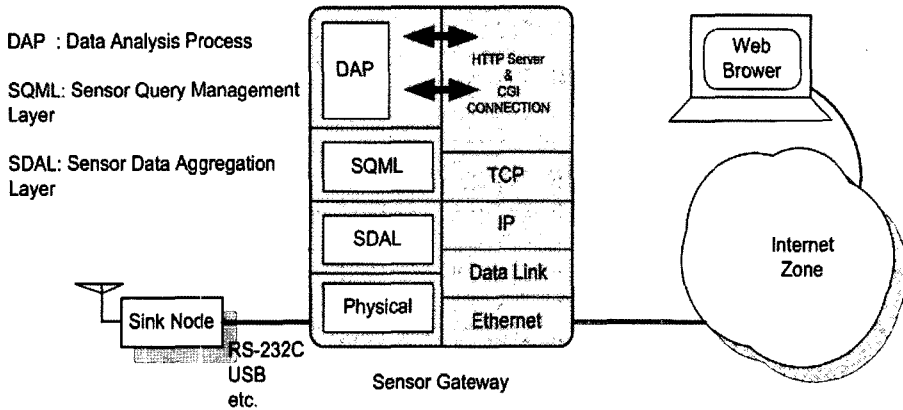 DAP : Data Analysis Process
SQML: Sensor Query Management
Layer
SDAL: Sensor Data Aggregation
Layer
DAP
SQML
SDAL
Physical
HTTP Server
&
CGI
CONNECTION
TCP
IP
Data Link
Ethernet
Web
Brower
Internet
Zone
Sink Node
RS-232C
USB
etc.
Sensor Gateway